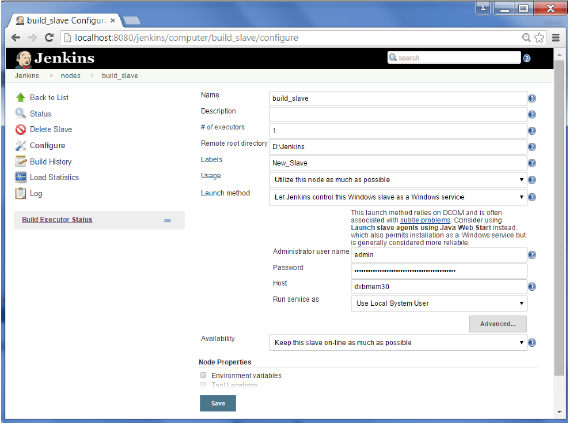 build_slave Configura
localhost:8080/jenkins/computer/build_slave/configure
Jenkins
search
Jenkins nodes build_slave
Back to List
Status
Delete Slave
Configure
Build History
Load Statistics
Log
Build Executor Status
Name build_slave
Description
# of executors 1
Remote root directory D:\Jenkins
Labels New_Slave
Usage Utilize this node as much as possible
Launch method Let Jenkins control this Windows slave as a Windows service
This launch method relies on DCOM and is often
associated with subtle problems. Consider using
Launch slave agents using Java Web Start instead,
which also permits installation as a Windows service but
is generally considered more reliable.
Administrator user name admin
Password
Host
Run service as Use Local System User
Advanced...
Availability Keep this slave on-line as much as possible
Node Properties
Environment variables
Tool Locations
Save